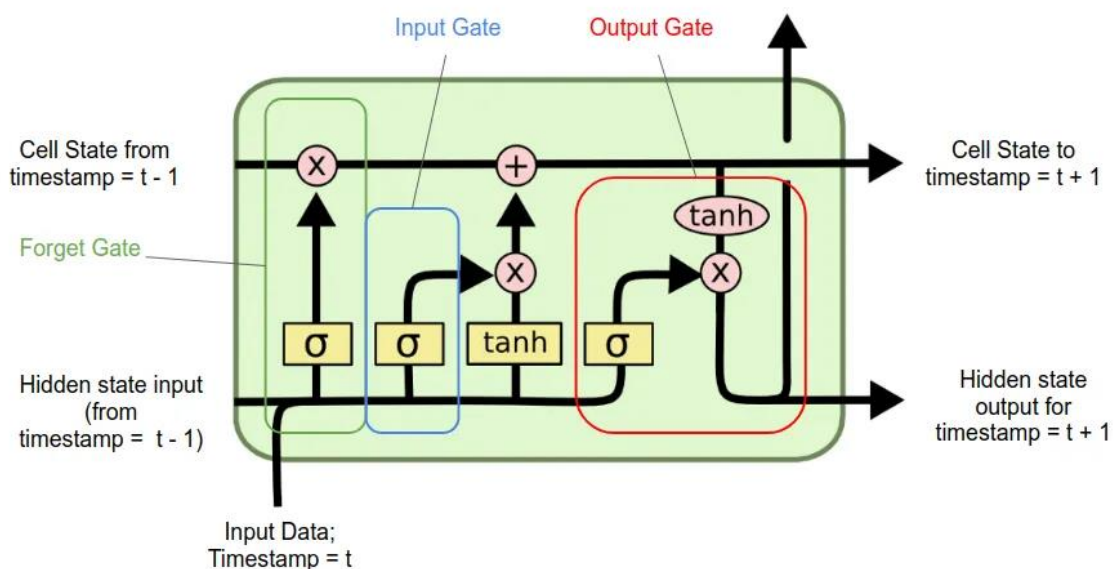 Input Gate
Output Gate
Cell State from
timestamp = t - 1
x
+
Cell State to
timestamp = t + 1
tanh
Forget Gate
x
x
σ
σ
tanh
σ
Hidden state input
(from
timestamp =  t - 1)
Hidden state
output for
timestamp = t + 1
Input Data;
Timestamp = t